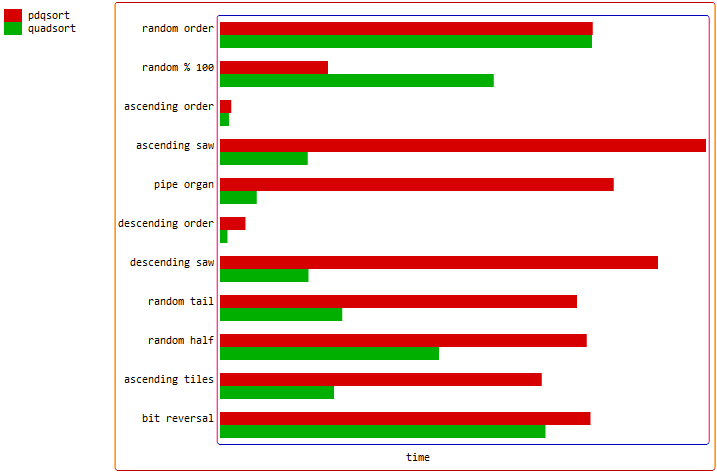 pdqsort
quadsort
random order
random % 100
ascending order
ascending saw
pipe organ
descending order
descending saw
random tail
random half
ascending tiles
bit reversal
time